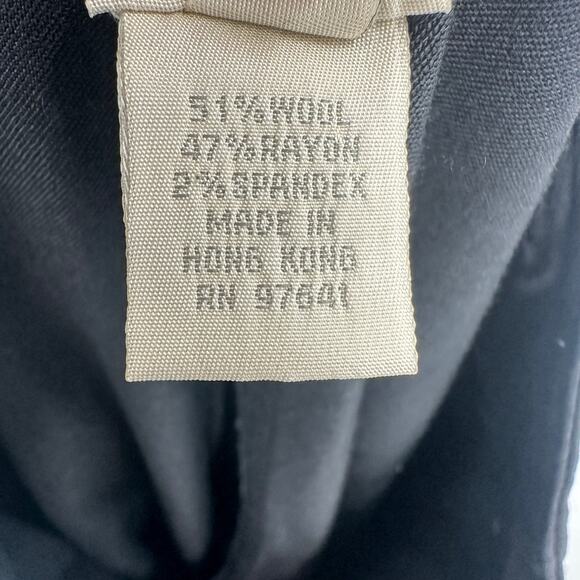 51% WOOL
47% RAYON
2% SPANDEX
MADE IN
HONG KONG
RN 97641